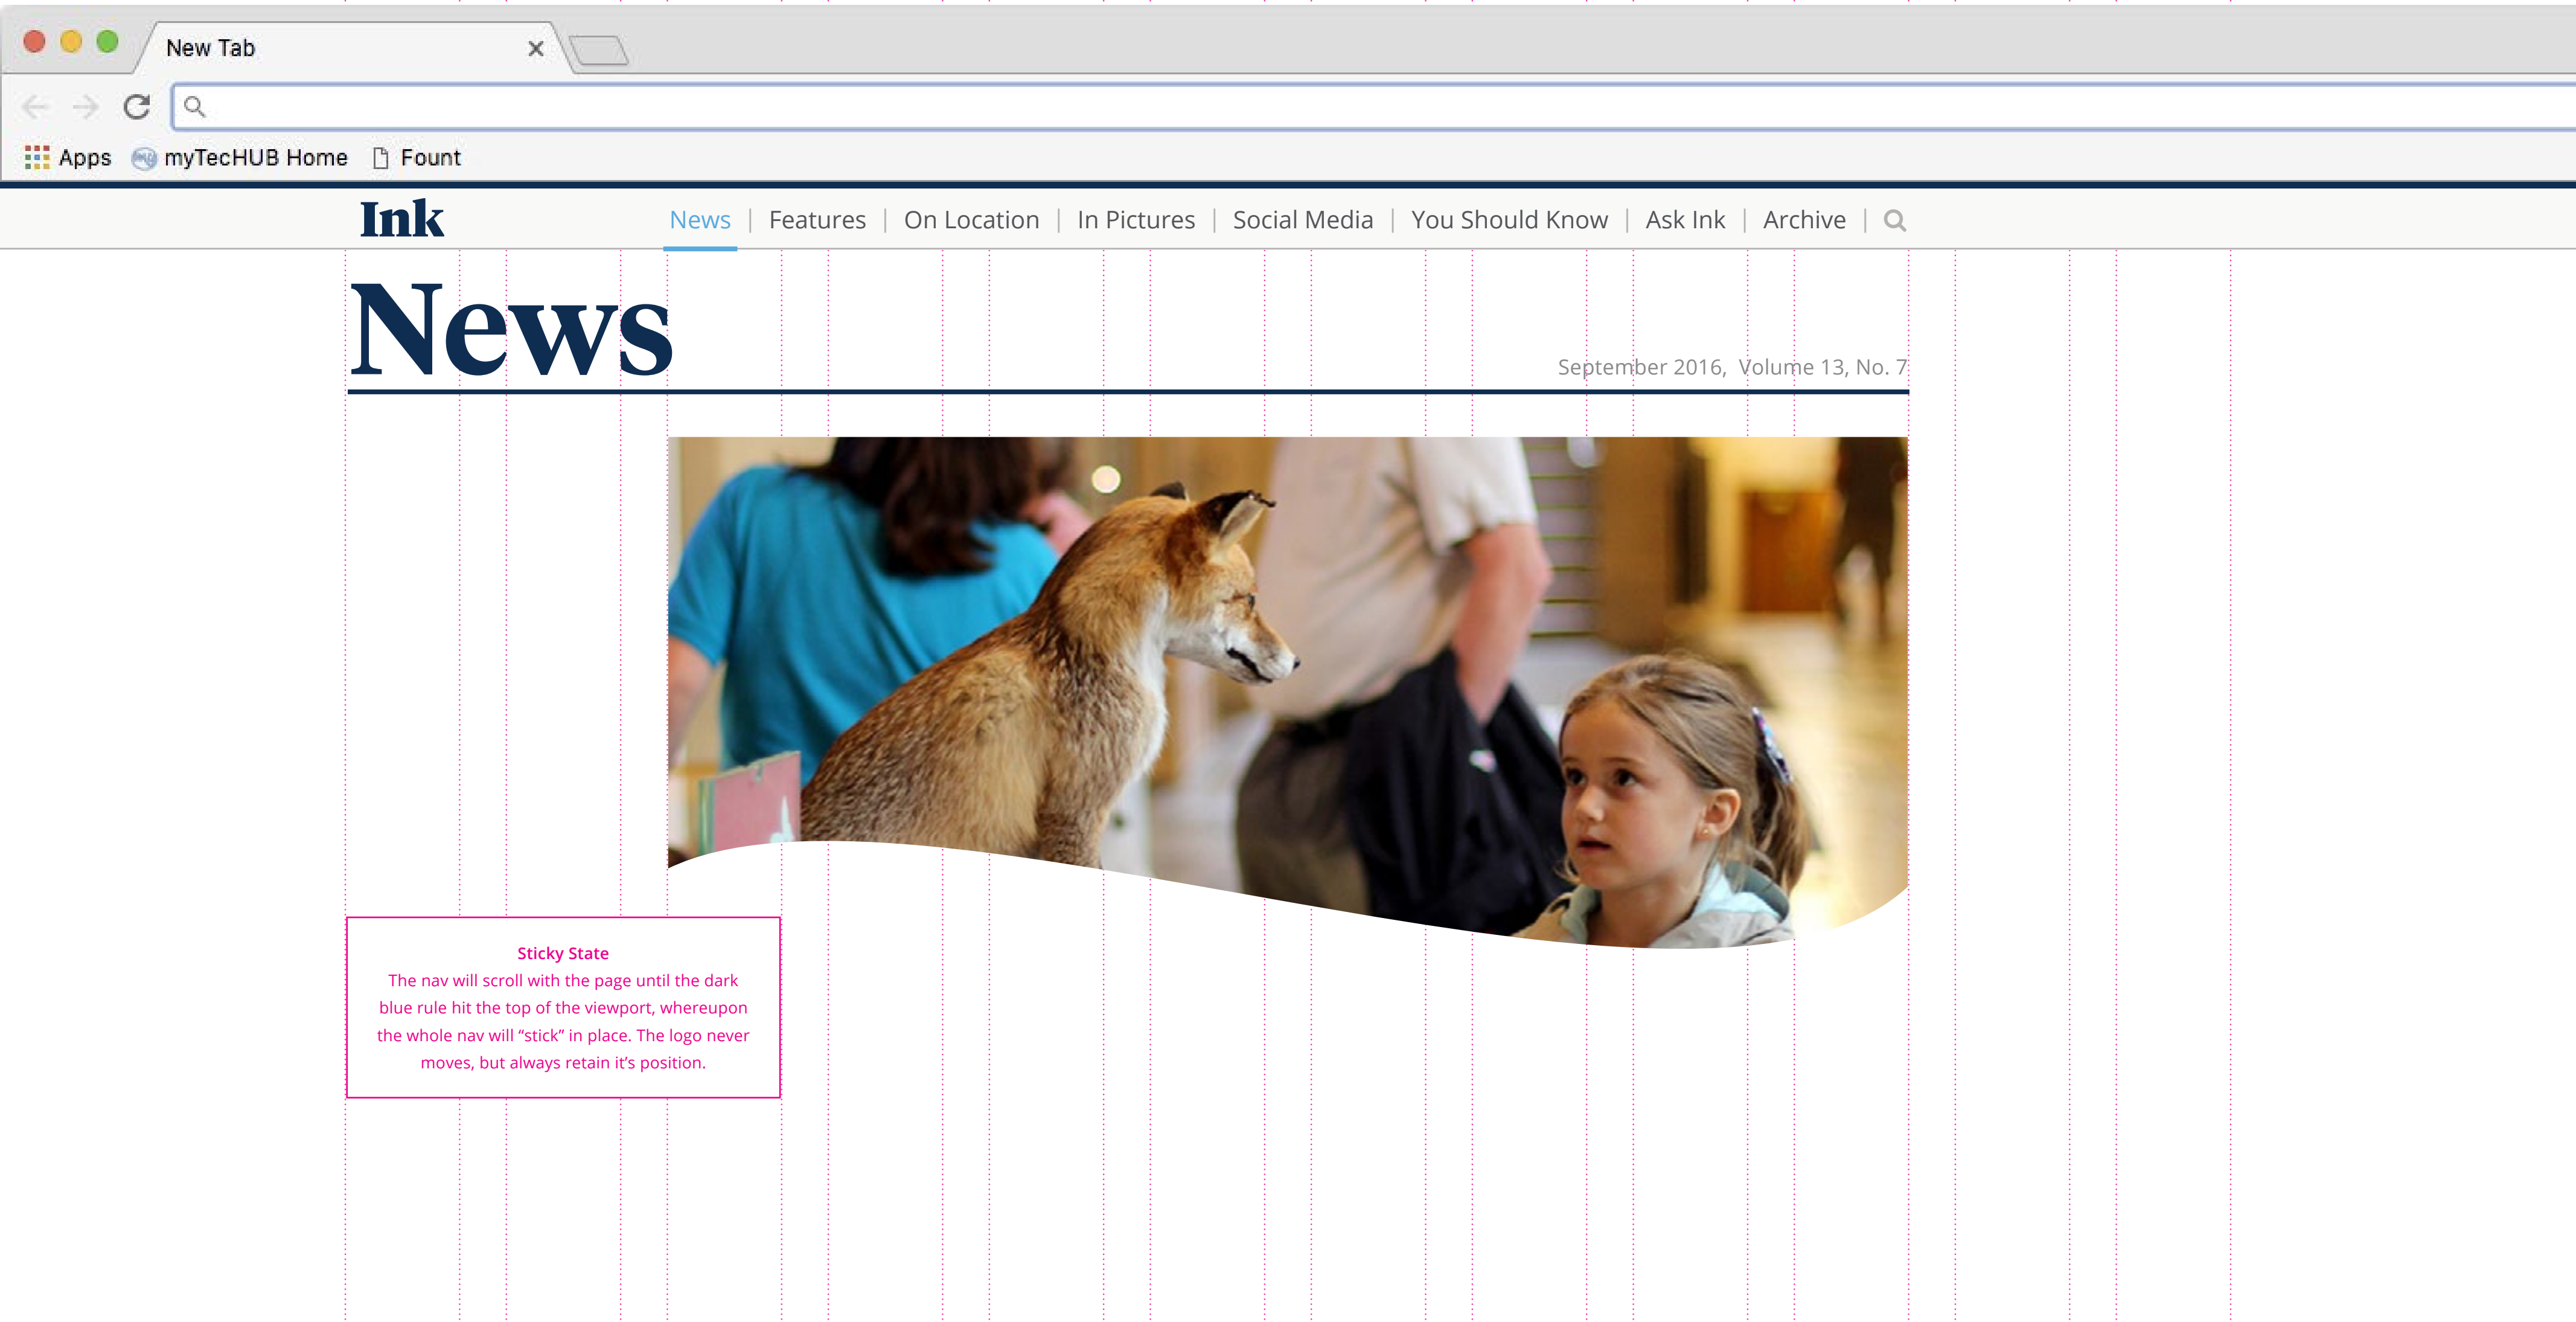 New Tab
Apps myTecHUB Home Fount
Ink News | Features | On Location | In Pictures | Social Media | You Should Know | Ask Ink | Archive |
News
September 2016, Volume 13, No. 7
Sticky State
The nav will scroll with the page until the dark
blue rule hit the top of the viewport, whereupon
the whole nav will “stick” in place. The logo never
moves, but always retain it’s position.